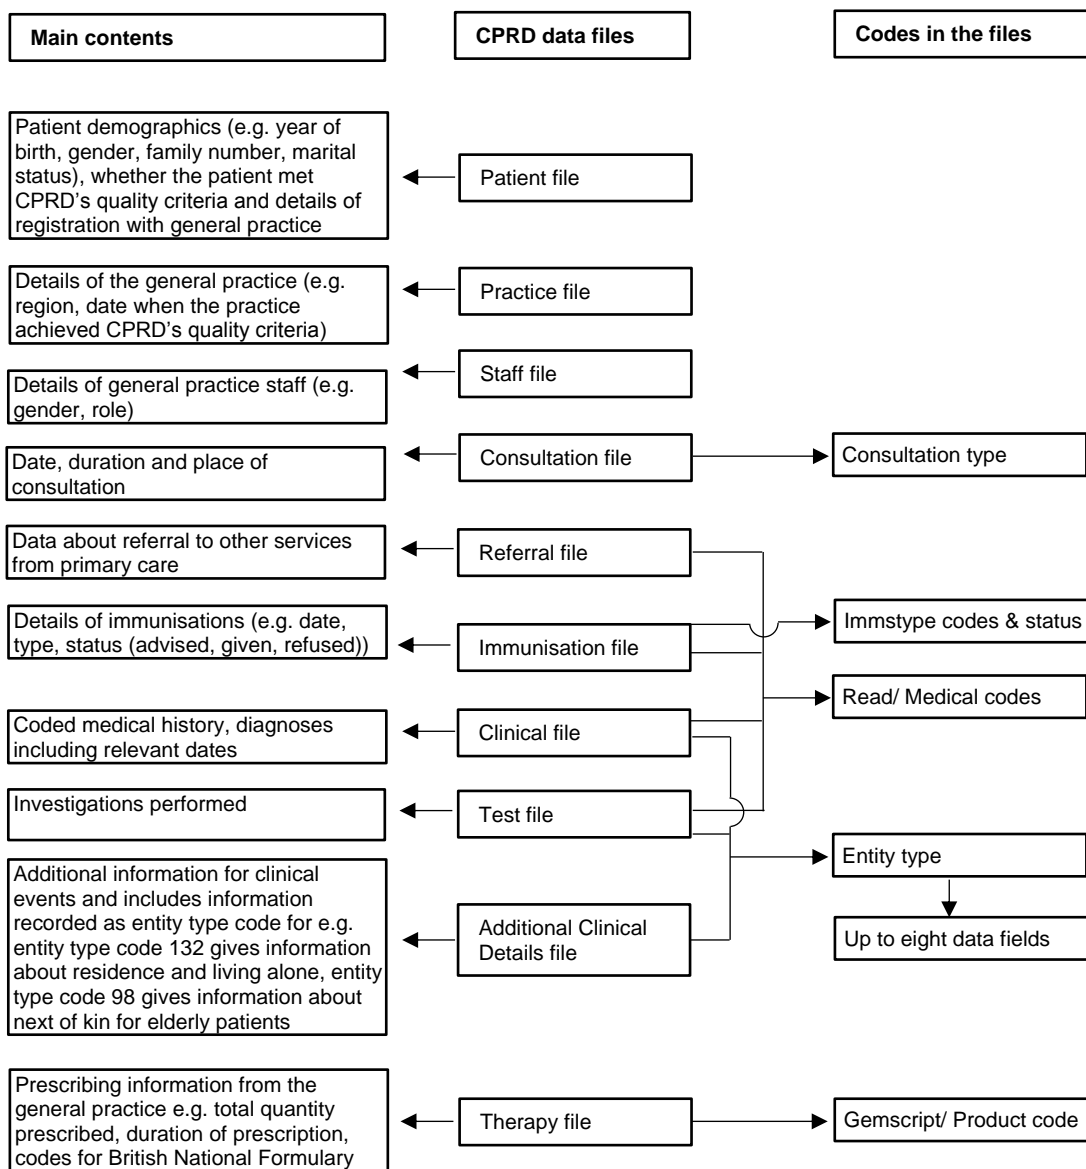 Main contents
CPRD data files
Codes in the files
Patient demographics (e.g. year of
birth, gender, family number, marital
status), whether the patient met
CPRD’s quality criteria and details of
registration with general practice
Patient file
Details of the general practice (e.g.
region, date when the practice
achieved CPRD’s quality criteria)
Practice file
Details of general practice staff (e.g.
gender, role)
Staff file
Date, duration and place of
consultation
Consultation file
Consultation type
Data about referral to other services
from primary care
Referral file
Details of immunisations (e.g. date,
type, status (advised, given, refused))
Immunisation file
Immstype codes & status
Read/ Medical codes
Coded medical history, diagnoses
including relevant dates
Clinical file
Investigations performed
Test file
Entity type
Up to eight data fields
Additional information for clinical
events and includes information
recorded as entity type code for e.g.
entity type code 132 gives information
about residence and living alone, entity
type code 98 gives information about
next of kin for elderly patients
Additional Clinical
Details file
Prescribing information from the
general practice e.g. total quantity
prescribed, duration of prescription,
codes for British National Formulary
Therapy file
Gemscript/ Product code